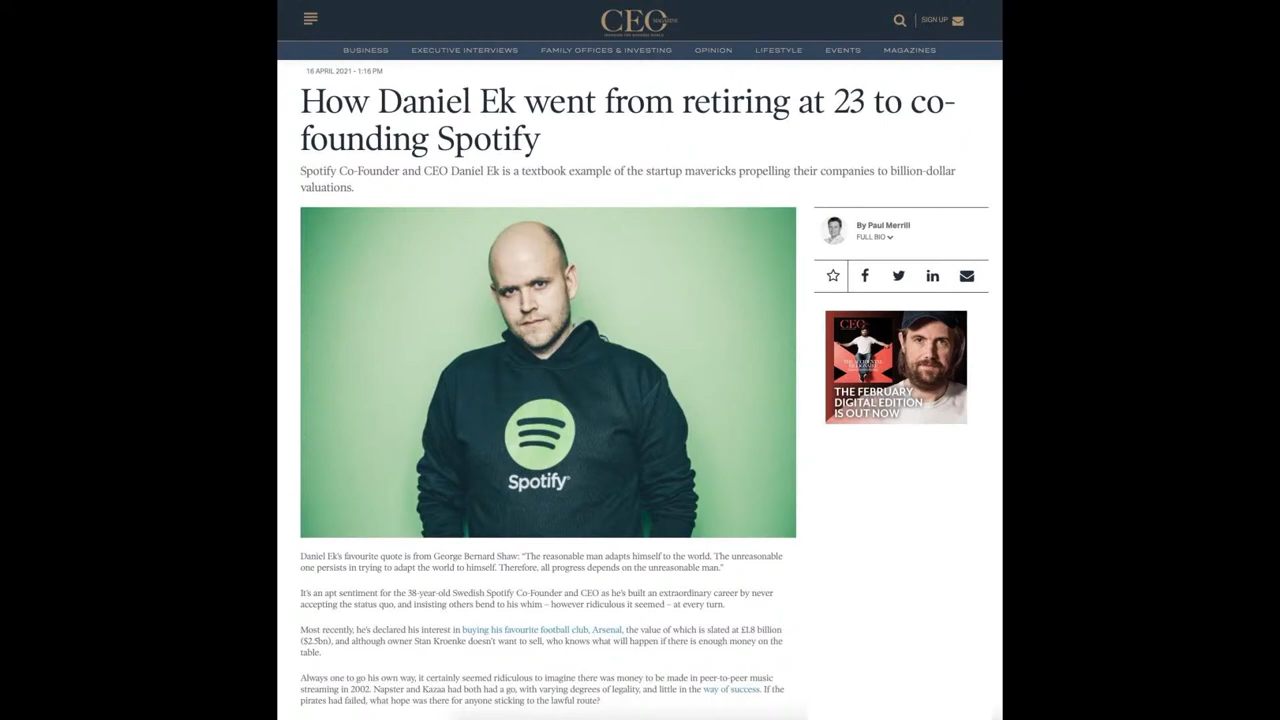 CEO MAGAZINE
SIGN UP
BUSINESS EXECUTIVE INTERVIEWS FAMILY OFFICES & INVESTING OPINION LIFESTYLE EVENTS MAGAZINES
16 APRIL 2021 - 1:16 PM
How Daniel Ek went from retiring at 23 to co-
founding Spotify
Spotify Co-Founder and CEO Daniel Ek is a textbook example of the startup mavericks propelling their companies to billion-dollar
valuations.
By Paul Merrill
FULL BIO
Spotify
CEO
THE FEBRUARY
DIGITAL EDITION
IS OUT NOW
Daniel Ek's favourite quote is from George Bernard Shaw: “The reasonable man adapts himself to the world. The unreasonable
one persists in trying to adapt the world to himself. Therefore, all progress depends on the unreasonable man.”
It's an apt sentiment for the 38-year-old Swedish Spotify Co-Founder and CEO as he's built an extraordinary career by never
accepting the status quo, and insisting others bend to his whim – however ridiculous it seemed – at every turn.
Most recently, he's declared his interest in buying his favourite football club, Arsenal, the value of which is slated at £1.8 billion
($2.5bn), and although owner Stan Kroenke doesn't want to sell, who knows what will happen if there is enough money on the
table.
Always one to go his own way, it certainly seemed ridiculous to imagine there was money to be made in peer-to-peer music
streaming in 2002. Napster and Kazaa had both had a go, with varying degrees of legality, and little in the way of success. If the
pirates had failed, what hope was there for anyone sticking to the lawful route?